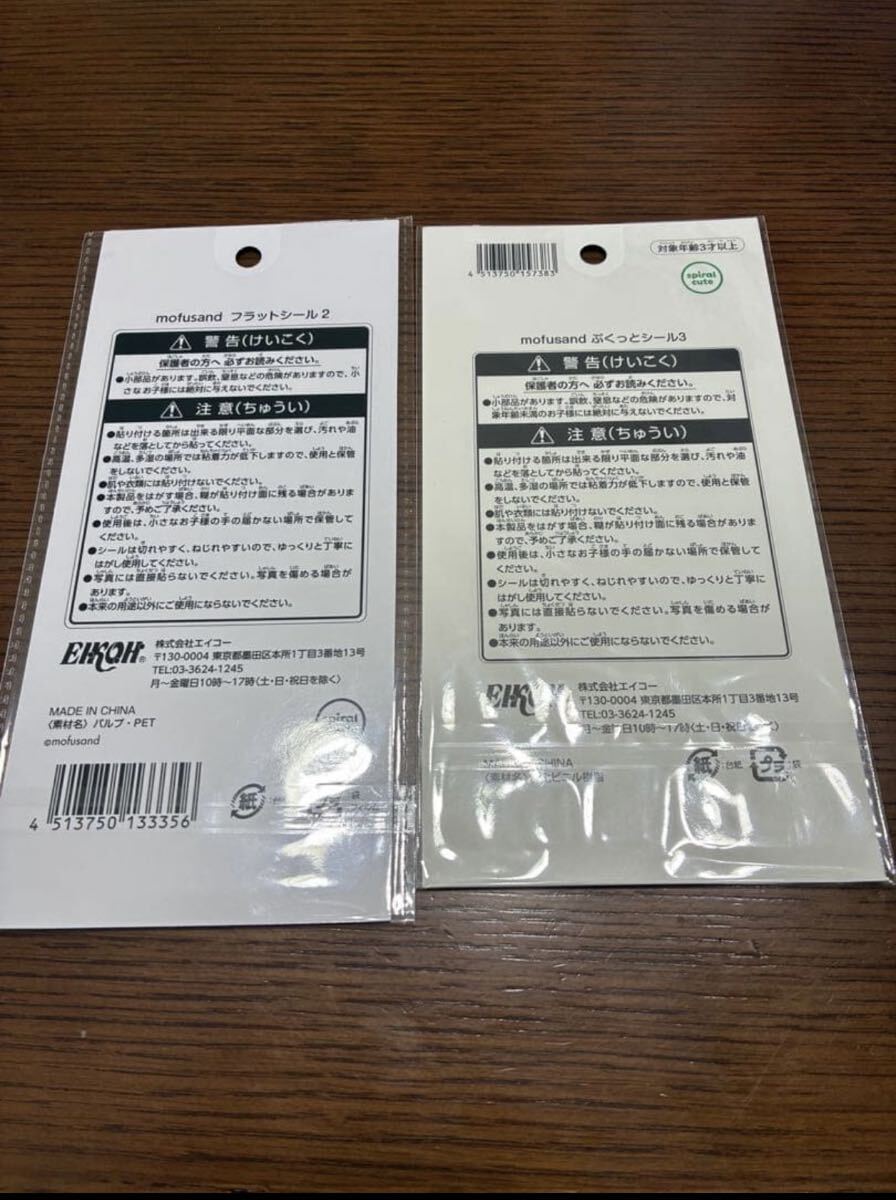 mofusand フラットシール2
警告(けいこく)
保護者の方へ 必ずお読みください。
●小部品があります。誤飲、窒息などの危険がありますので、小
さなお子様には絶対に与えないでください。
注意(ちゅうい)
●貼り付ける箇所は出来る限り平面な部分を選び、汚れや油
などを落としてから貼ってください。
●高温、多湿の場所では粘着力が低下しますので、使用と保管
をしないでください。
●肌や衣類には貼付けないでください。
●本製品をはがす場合、糊が貼り付け面に残る場合があり
ますので、予めご了承ください。
●使用後は、小さなお子様の手の届かない場所で保管して
ください。
●シールは切れやすく、ねじれやすいので、ゆっくりと丁寧に
はがし使用してください。
●写真には直接貼らないでください。写真を傷める場合が
あります。
●本来の用途以外にご使用にならないでください。
EIKOH®
株式会社エイコー
〒130-0004 東京都墨田区本所1丁目3番地13号
TEL:03-3624-1245
月〜金曜日10時〜17時(土・日・祝日を除く)
MADE IN CHINA
〈素材名〉パルプ・PET
©mofusand
spiral
紙
4 513750 133356
4 513750 157383
対象年齢3才以上
spiral
cute
mofusand ぷくっとシール3
警告(けいこく)
保護者の方へ 必ずお読みください。
●小部品があります。誤飲、窒息などの危険がありますので、対
象年齢未満のお子様には絶対に与えないでください。
注意(ちゅうい)
●貼り付ける箇所は出来る限り平面な部分を選び、汚れや油
などを落としてから貼ってください。
●高温、多湿の場所では粘着力が低下しますので、使用と保管
をしないでください。
●肌や衣類には貼付けないでください。
●本製品をはがす場合、糊が貼り付け面に残る場合がありま
すので、予めご了承ください。
●使用後は、小さなお子様の手の届かない場所で保管して
ください。
●シールは切れやすく、ねじれやすいので、ゆっくりと丁寧に
はがし使用してください。
●写真には直接貼らないでください。写真を傷める場合が
あります。
●本来の用途以外にご使用にならないでください。
EIKOH
株式会社エイコー
〒130-0004 東京都墨田区本所1丁目3番地13号
TEL:03-3624-1245
月〜金曜日10時〜17時(土・日・祝日
CHINA
〈素材名〉 ビニル樹脂
紙 :台紙
プラ :袋